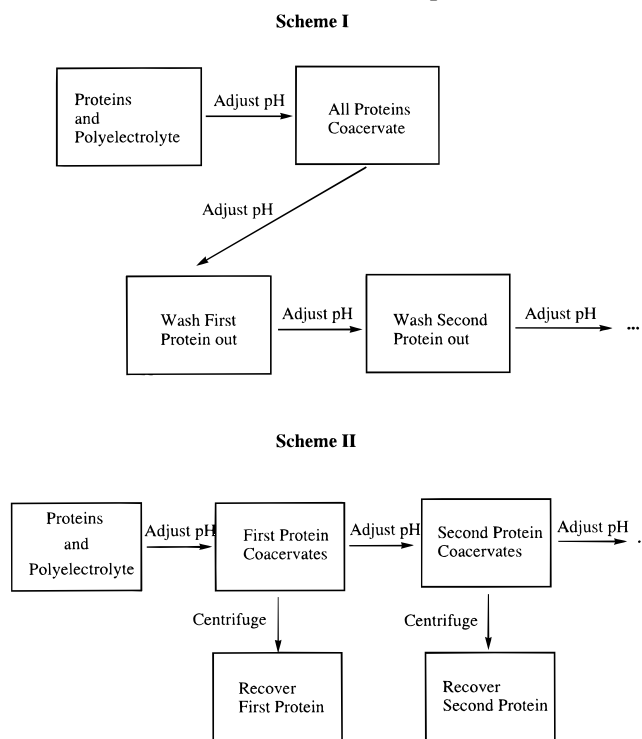 Scheme I
Proteins
and
Polyelectrolyte
Adjust pH
All Proteins
Coacervate
Adjust pH
Wash First
Protein out
Adjust pH
Wash Second
Protein out
Adjust pH
...
Scheme II
Proteins
and
Polyelectrolyte
Adjust pH
First Protein
Coacervates
Adjust pH
Second Protein
Coacervates
Adjust pH
.
Centrifuge
Centrifuge
Recover
First Protein
Recover
Second Protein